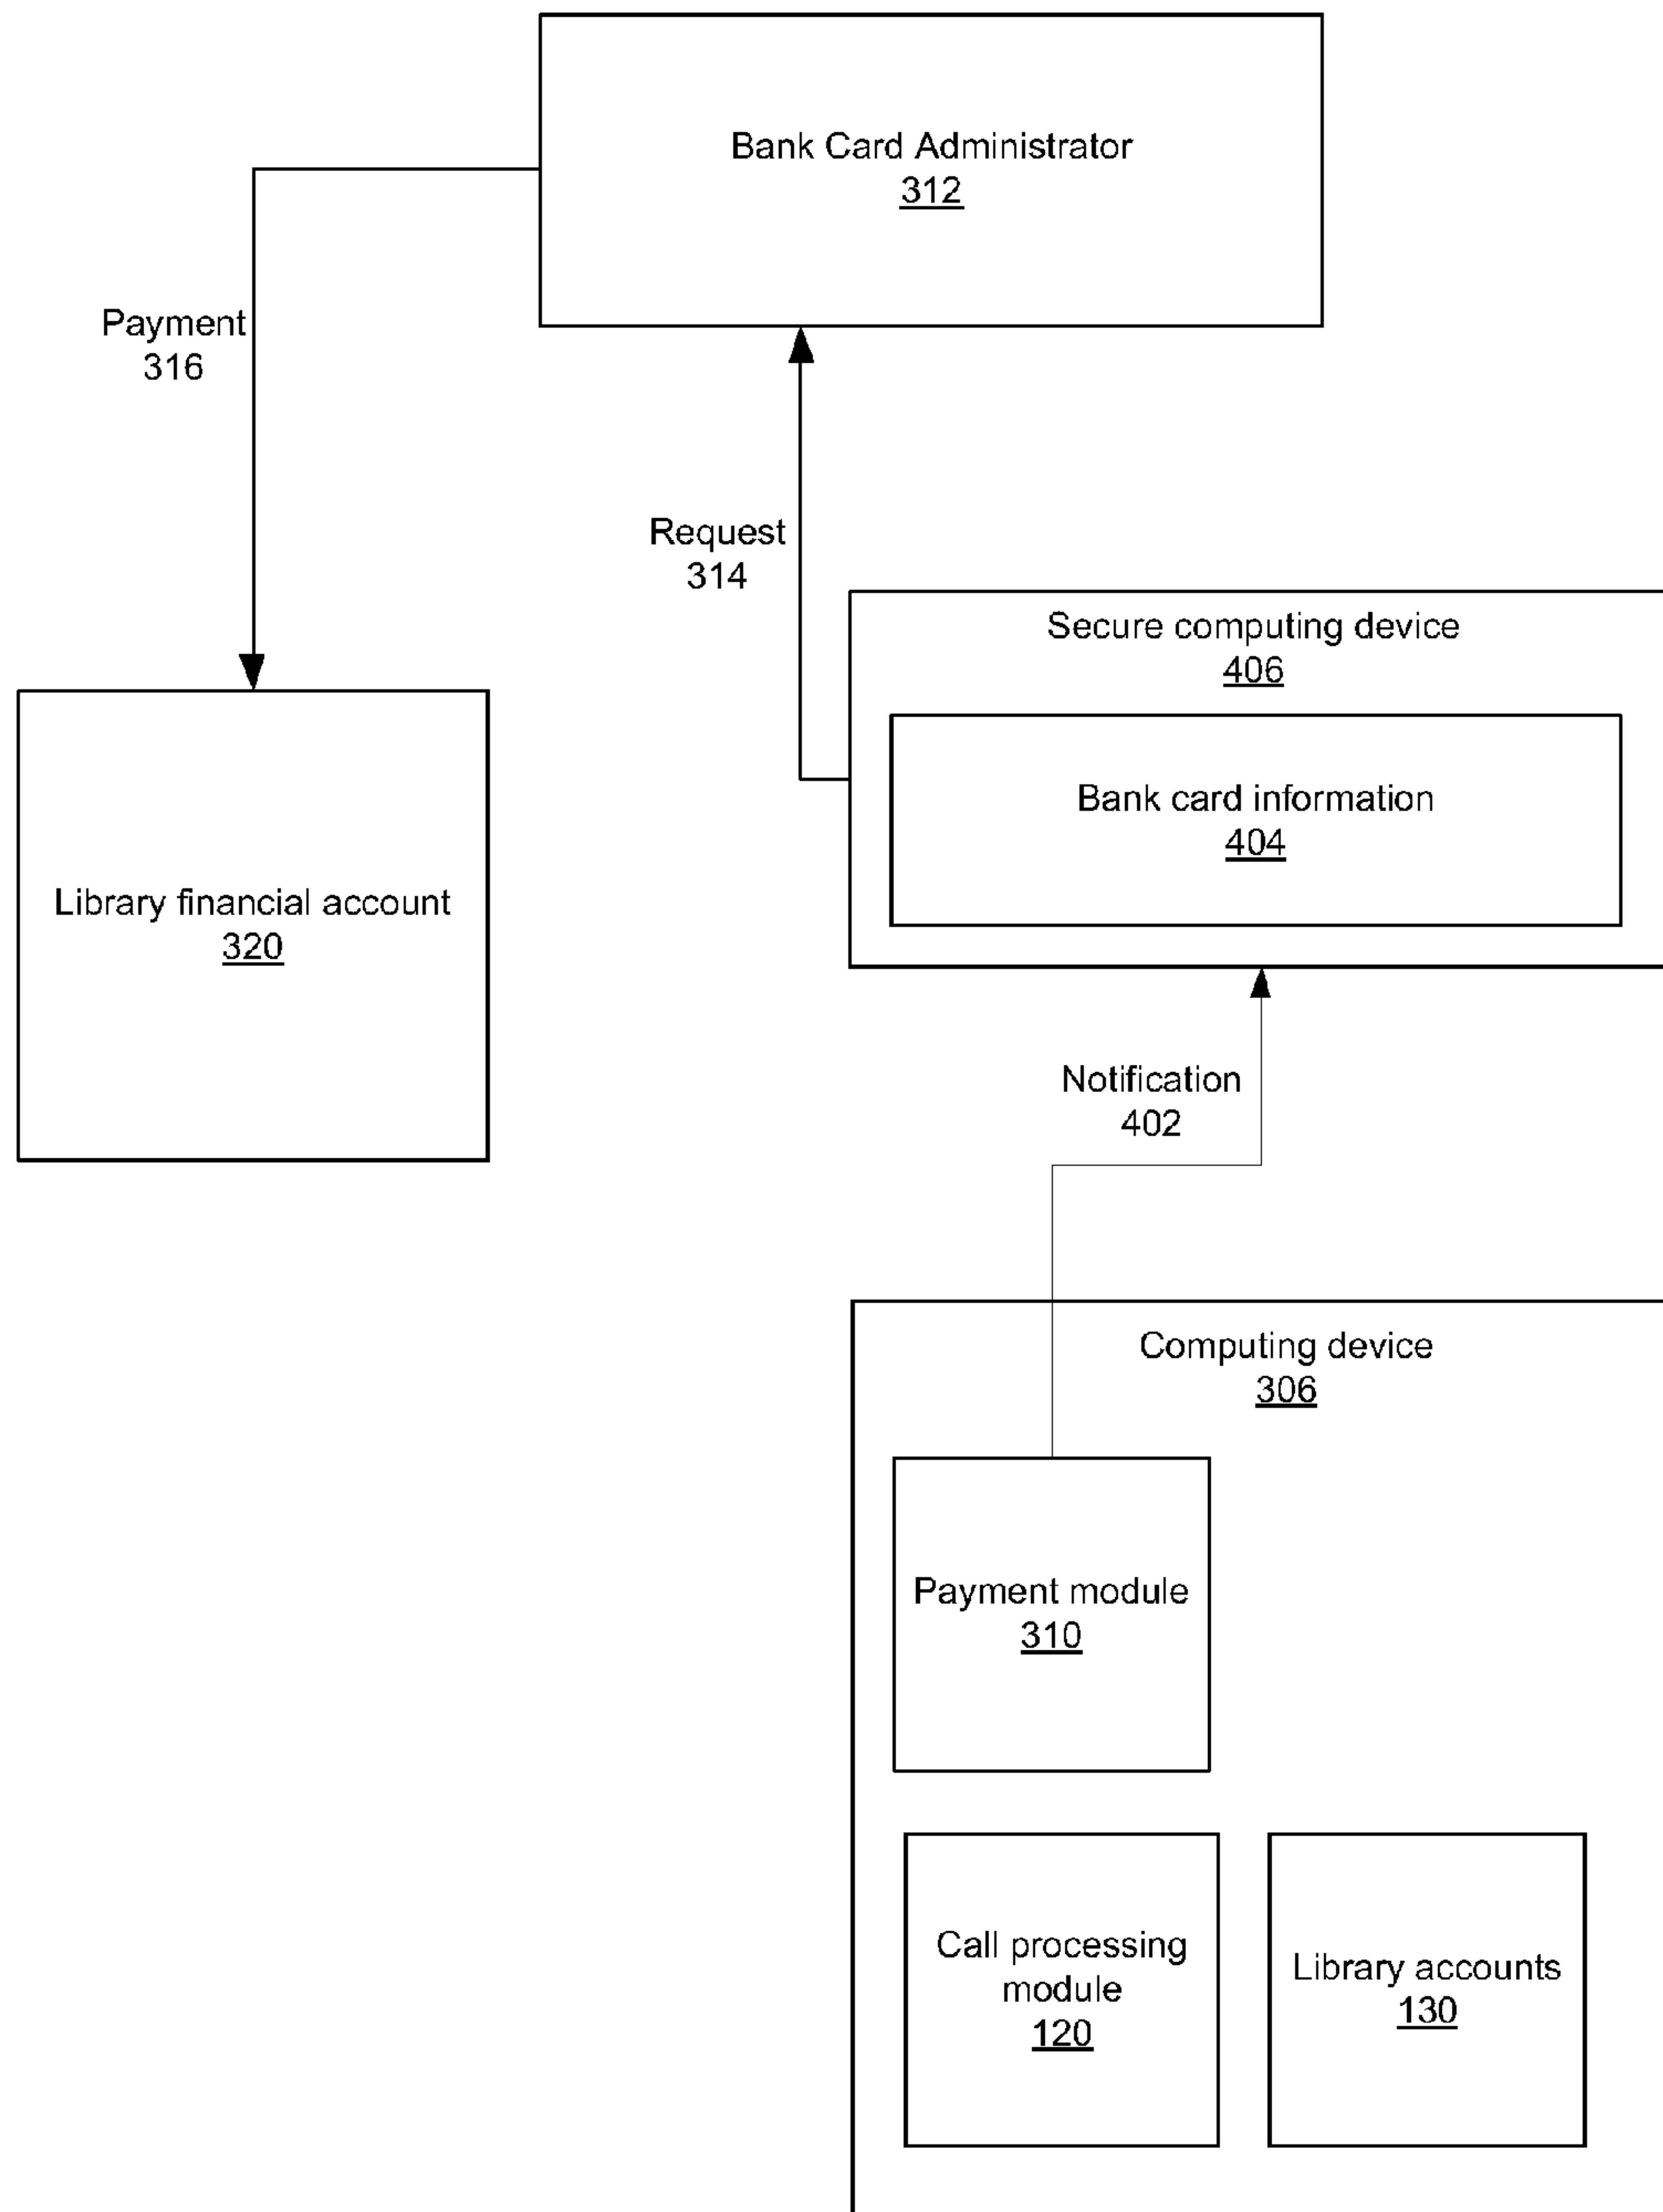 Bank Card Administrator
312
Payment
316
Request
314
Secure computing device
406
Bank card information
404
Library financial account
320
Notification
402
Computing device
306
Payment module
310
Call processing
module
120
Library accounts
130